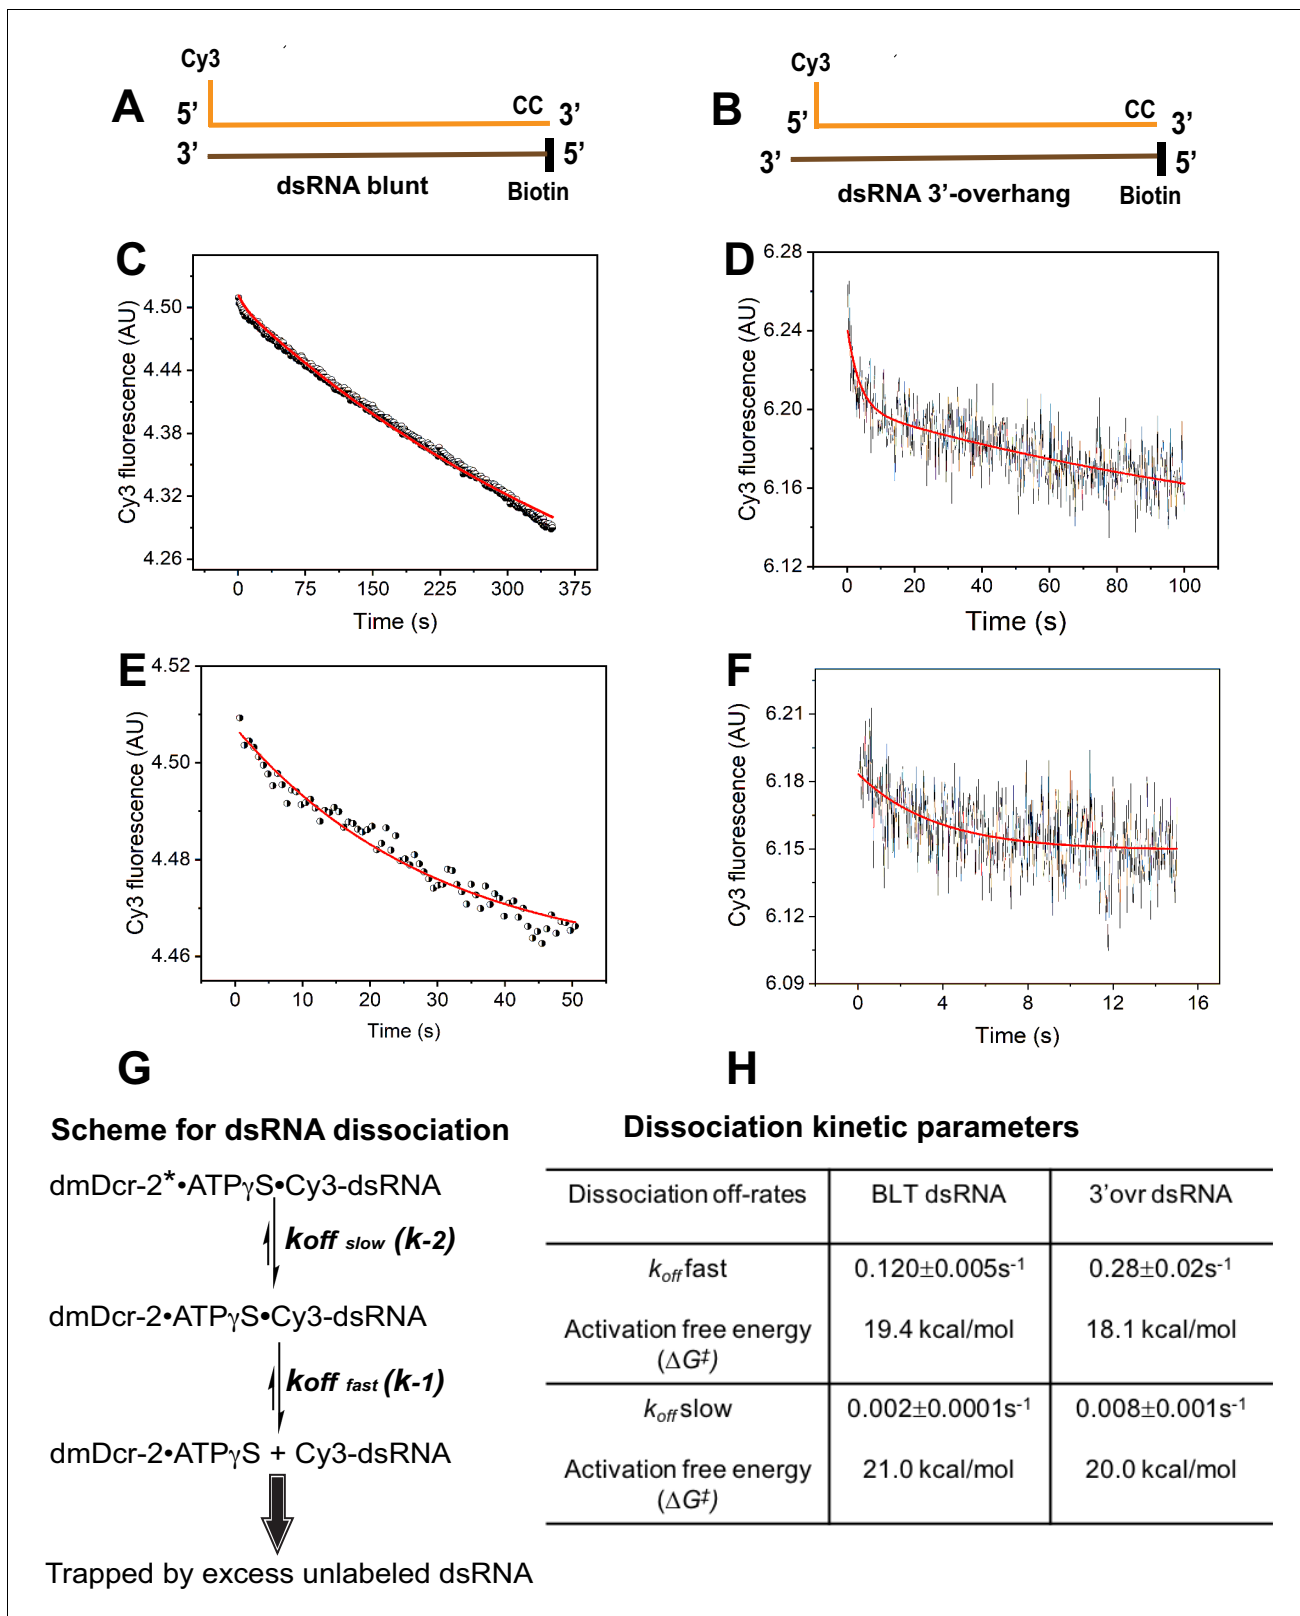 A
Cy3
5’
CC
3’
3’
5’
dsRNA blunt
Biotin
B
Cy3
5’
CC
3’
3’
5’
dsRNA 3’-overhang
Biotin
C
Cy3 fluorescence (AU)
4.50
4.44
4.38
4.32
4.26
0 75 150 225 300 375
Time (s)
D
Cy3 fluorescence (AU)
6.28
6.24
6.20
6.16
6.12
0 20 40 60 80 100
Time (s)
E
Cy3 fluorescence (AU)
4.52
4.50
4.48
4.46
0 10 20 30 40 50
Time (s)
F
Cy3 fluorescence (AU)
6.21
6.18
6.15
6.12
6.09
0 4 8 12 16
Time (s)
G
Scheme for dsRNA dissociation
dmDcr-2*•ATPγS•Cy3-dsRNA
koff slow (k-2)
dmDcr-2•ATPγS•Cy3-dsRNA
koff fast (k-1)
dmDcr-2•ATPγS + Cy3-dsRNA
Trapped by excess unlabeled dsRNA
H
Dissociation kinetic parameters
Dissociation off-rates BLT dsRNA 3’ovr dsRNA
koff fast 0.120±0.005s-1 0.28±0.02s-1
Activation free energy 19.4 kcal/mol 18.1 kcal/mol
(ΔG‡)
koff slow 0.002±0.0001s-1 0.008±0.001s-1
Activation free energy 21.0 kcal/mol 20.0 kcal/mol
(ΔG‡)